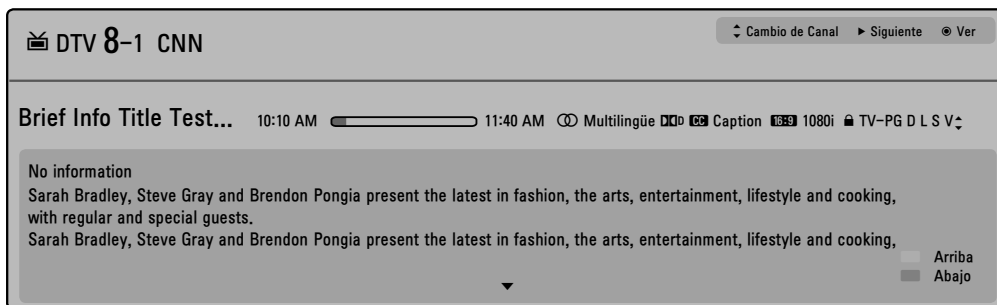 DTV 8-1 CNN
Cambio de Canal Siguiente Ver
Brief Info Title Test... 10:10 AM 11:40 AM Multilingüe DD D CC Caption 16:9 1080i TV-PG D L S V
No information
Sarah Bradley, Steve Gray and Brendon Pongia present the latest in fashion, the arts, entertainment, lifestyle and cooking,
with regular and special guests.
Sarah Bradley, Steve Gray and Brendon Pongia present the latest in fashion, the arts, entertainment, lifestyle and cooking,
Arriba
Abajo